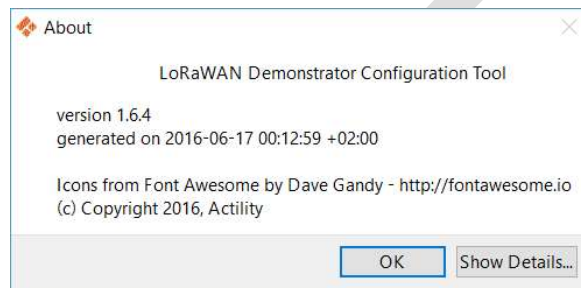 About
LoRaWAN Demonstrator Configuration Tool
version 1.6.4
generated on 2016-06-17 00:12:59 +02:00
Icons from Font Awesome by Dave Gandy - http://fontawesome.io
(c) Copyright 2016, Actility
OK Show Details...